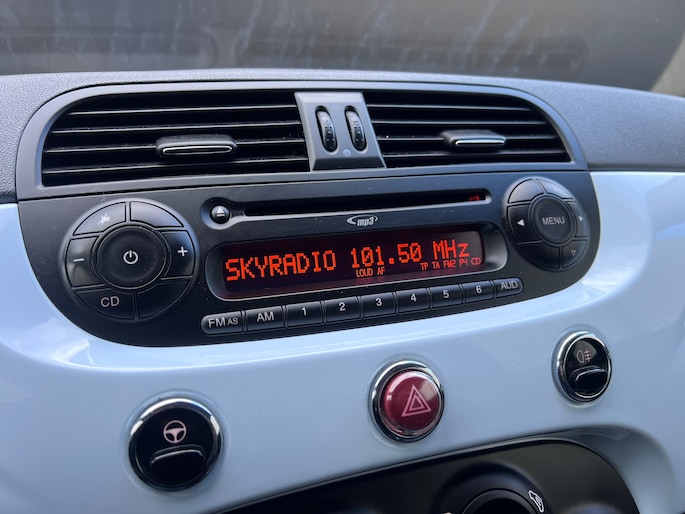 mp3
MENU
SKYRADIO 101.50 MHz
LOUD AF TP TA FM2 P4 CD
CD
FM AS AM 1 2 3 4 5 6 AUD